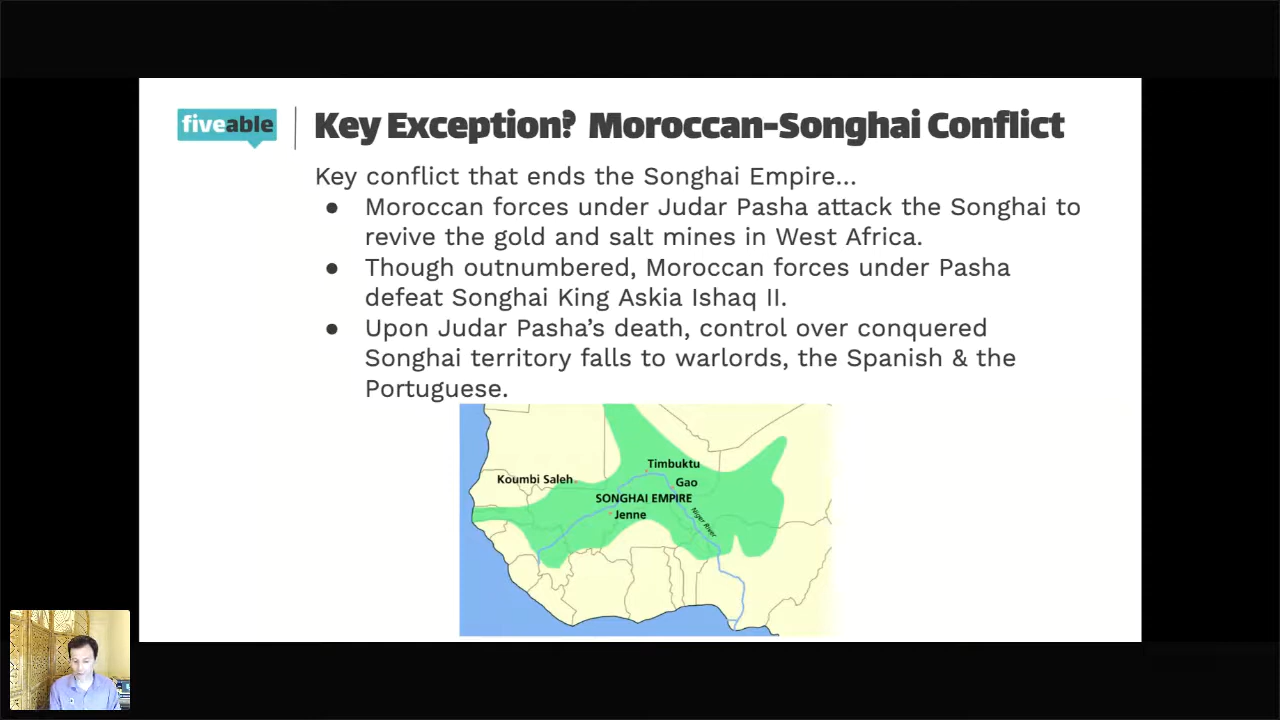 fiveable
Key Exception? Moroccan-Songhai Conflict
Key conflict that ends the Songhai Empire...
● Moroccan forces under Judar Pasha attack the Songhai to
revive the gold and salt mines in West Africa.
● Though outnumbered, Moroccan forces under Pasha
defeat Songhai King Askia Ishaq II.
● Upon Judar Pasha’s death, control over conquered
Songhai territory falls to warlords, the Spanish & the
Portuguese.
Timbuktu
Koumbi Saleh
Gao
SONGHAI EMPIRE
Jenne
Niger River